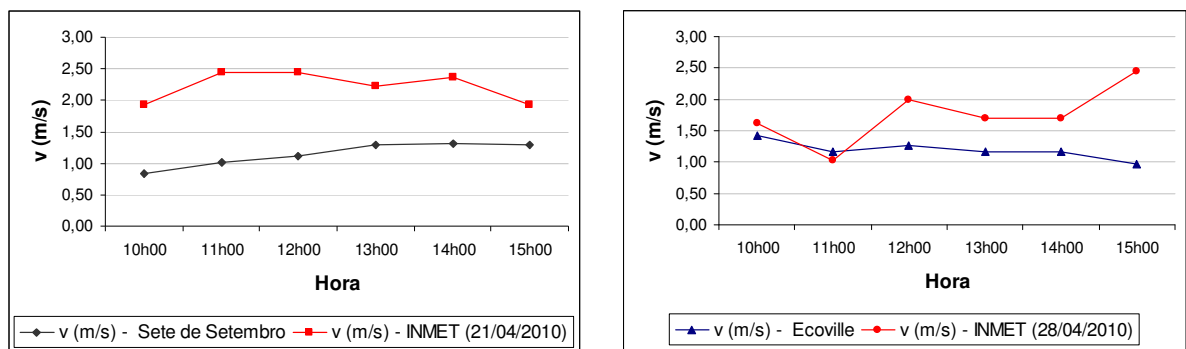 3,00
2,50
2,00
1,50
1,00
0,50
0,00
v (m/s)
10h00 11h00 12h00 13h00 14h00 15h00
Hora
v (m/s) - Sete de Setembro v (m/s) - INMET (21/04/2010)
3,00
2,50
2,00
1,50
1,00
0,50
0,00
v (m/s)
10h00 11h00 12h00 13h00 14h00 15h00
Hora
v (m/s) - Ecoville v (m/s) - INMET (28/04/2010)